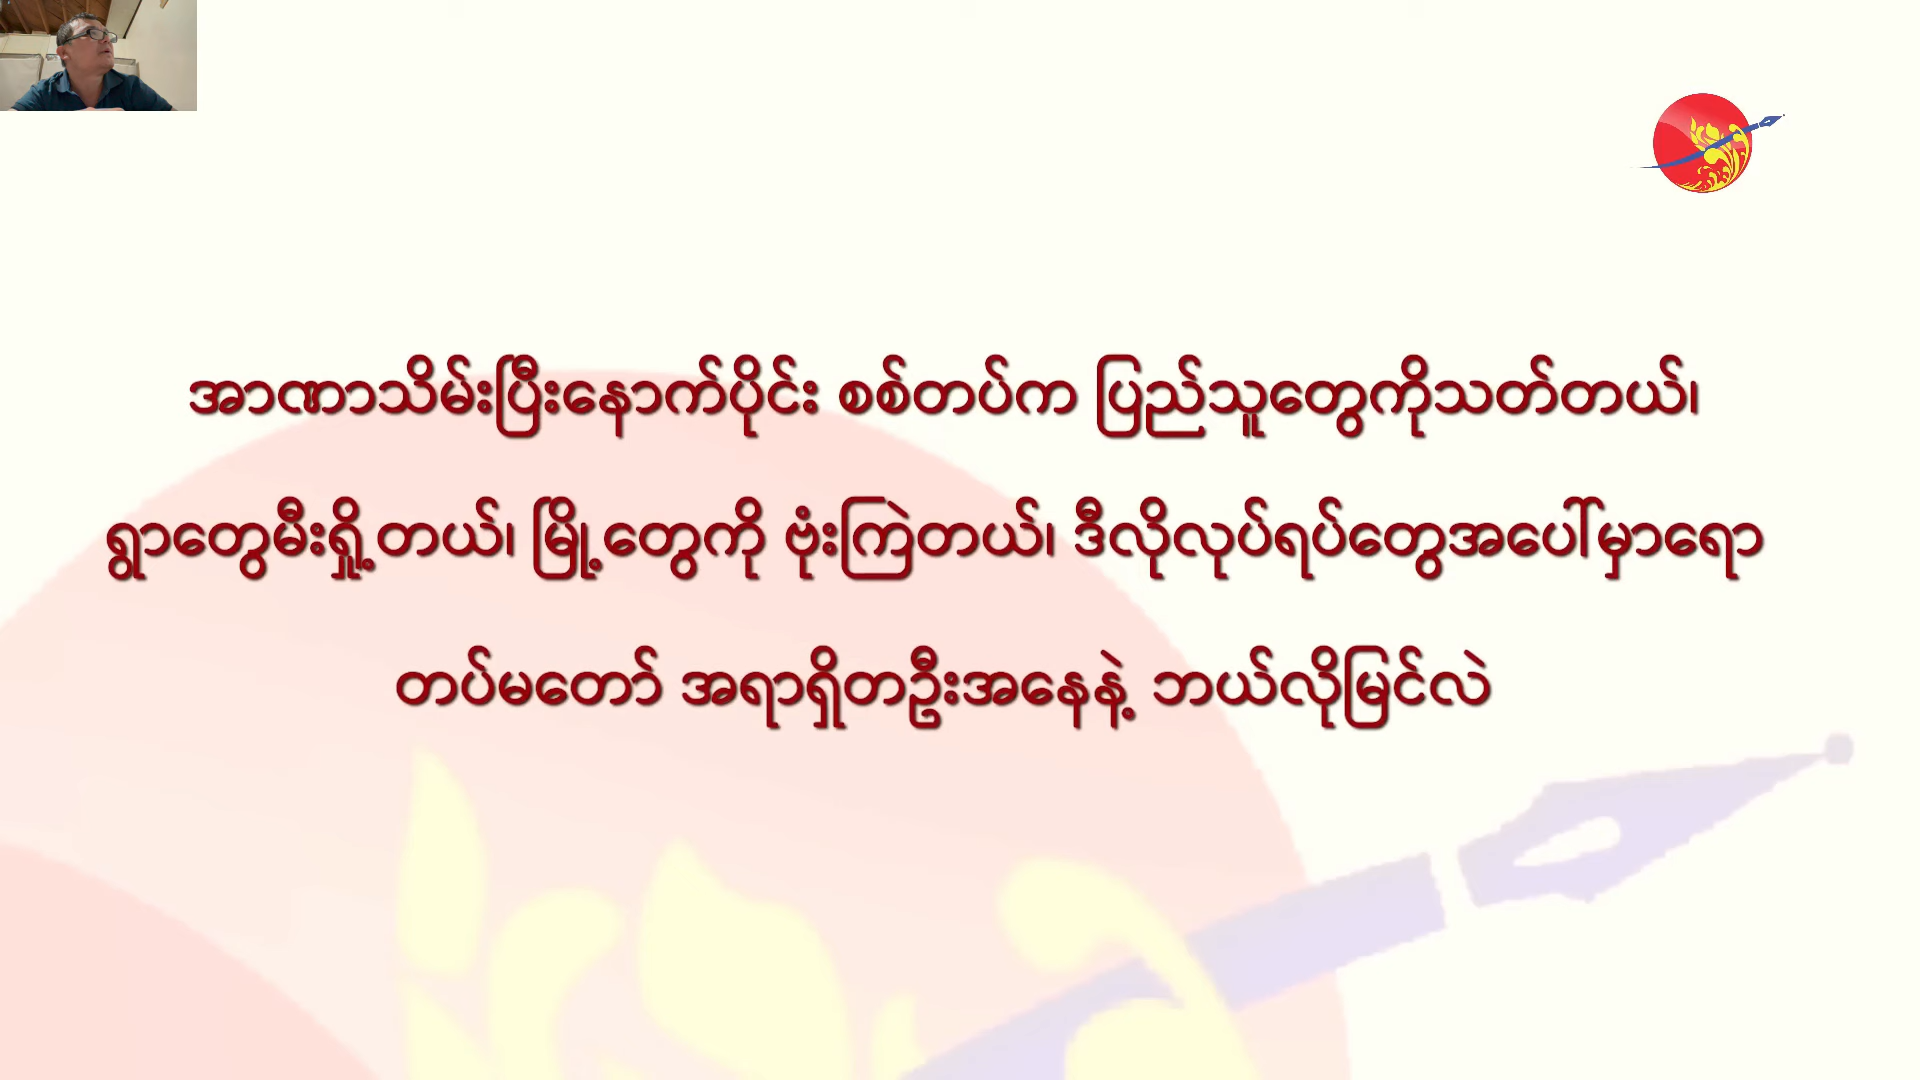 အာဏာသိမ်းပြီးနောက်ပိုင်း စစ်တပ်က ပြည်သူတွေကိုသတ်တယ်၊
ရွာတွေမီးရှို့တယ်၊ မြို့တွေကို ဗုံးကြဲတယ်၊ ဒီလိုလုပ်ရပ်တွေအပေါ်မှာရော
တပ်မတော် အရာရှိတဦးအနေနဲ့ ဘယ်လိုမြင်လဲ